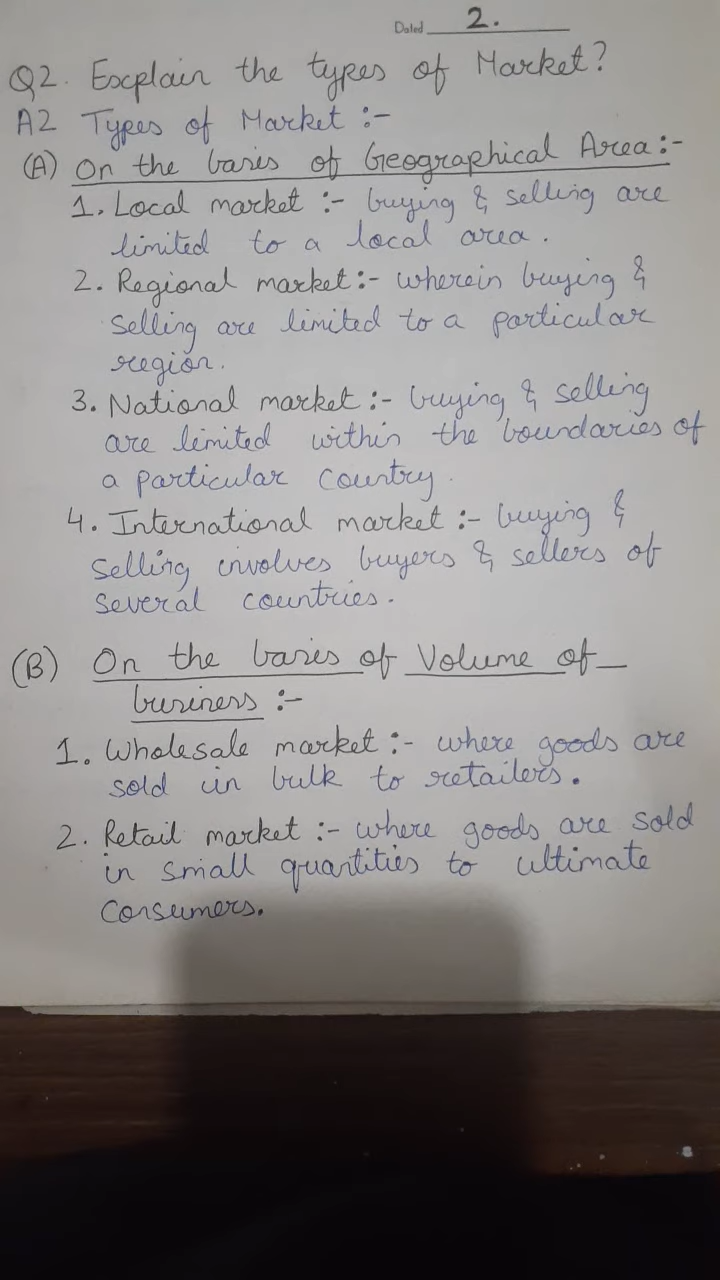 Dated 2.
Q2. Explain the types of Market?
A2 Types of Market :-
(A) On the basis of Geographical Area :-
1. Local market :- buying & selling are
limited to a local area.
2. Regional market :- wherein buying &
selling are limited to a particular
region.
3. National market :- buying & selling
are limited within the boundaries of
a particular country.
4. International market :- buying &
selling involves buyers & sellers of
several countries.
(B) On the basis of Volume of
business :-
1. Wholesale market :- where goods are
sold in bulk to retailers.
2. Retail market :- where goods are sold
in small quantities to ultimate
consumers.